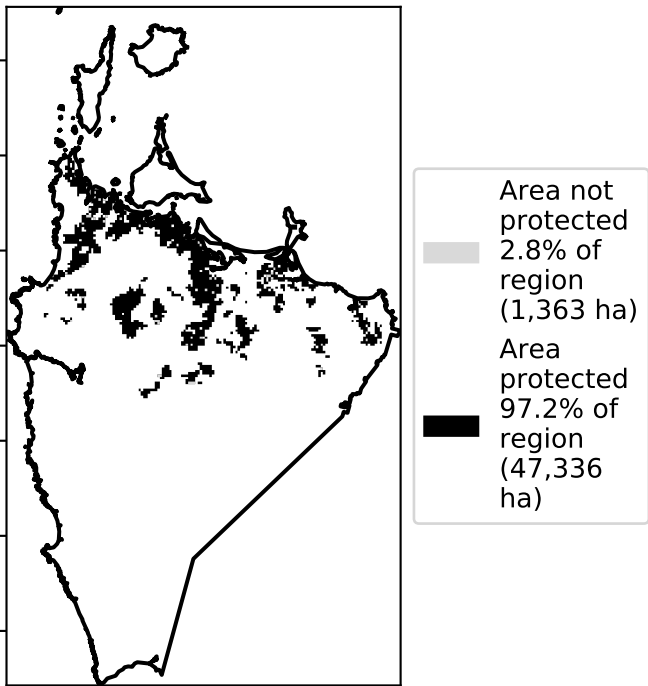 Area not
protected
2.8% of
region
(1,363 ha)
Area
protected
97.2% of
region
(47,336
ha)